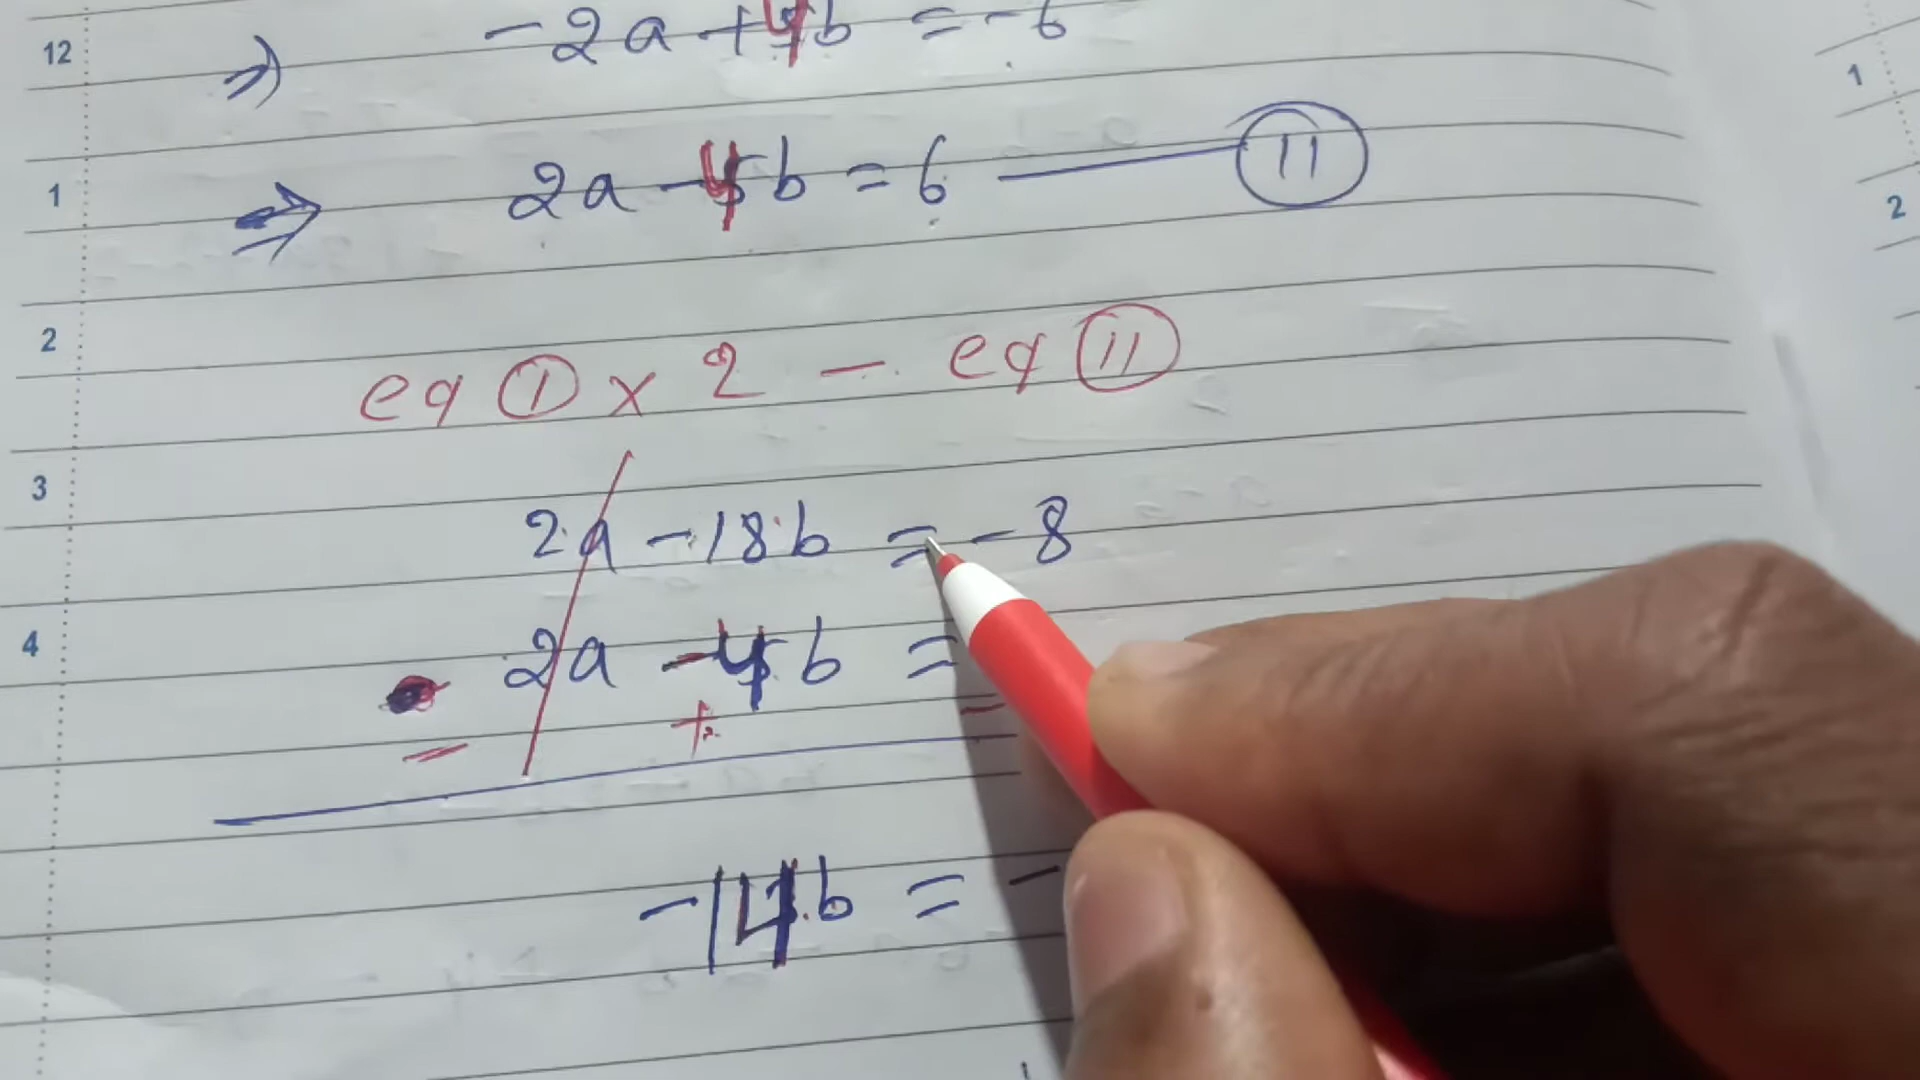 12 ⇒ -2a+4b = -6
1 ⇒ 2a-4b = 6 —— (11)
2
eq (1) × 2 - eq (11)
3
2a - 18b = -8
4 2a - 4b =
- + -
-14b = -
1
2